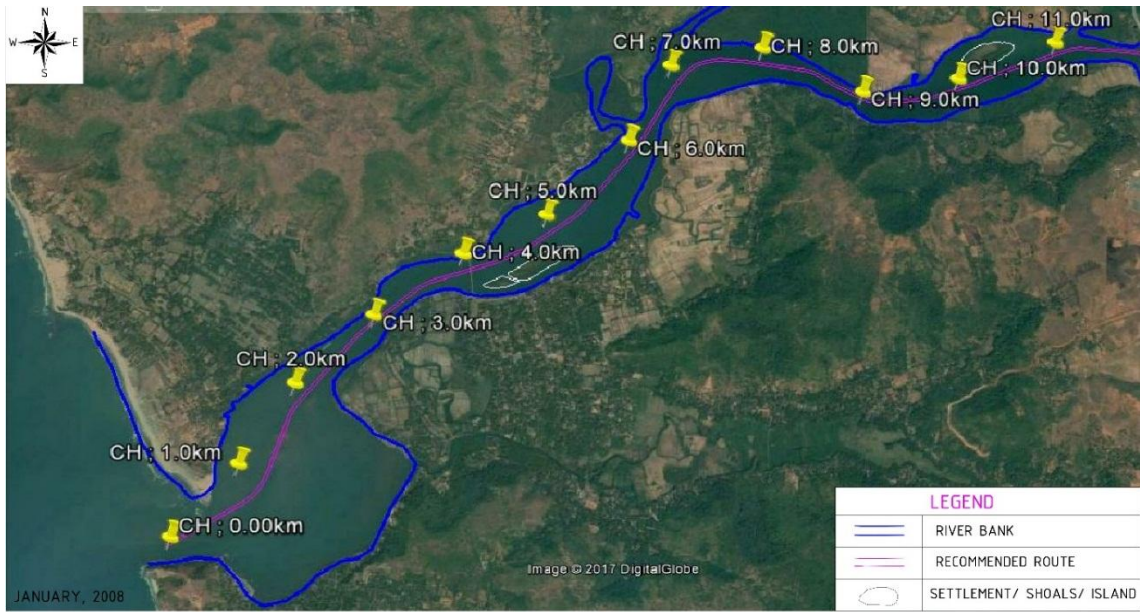 N
W E
S
CH ; 11.0km
CH ; 7.0km
CH ; 8.0km
CH ; 10.0km
CH ; 9.0km
CH ; 6.0km
CH ; 5.0km
CH ; 4.0km
CH ; 3.0km
CH ; 2.0km
CH ; 1.0km
CH ; 0.00km
LEGEND
RIVER BANK
RECOMMENDED ROUTE
SETTLEMENT/ SHOALS/ ISLAND
Image © 2017 DigitalGlobe
JANUARY, 2008